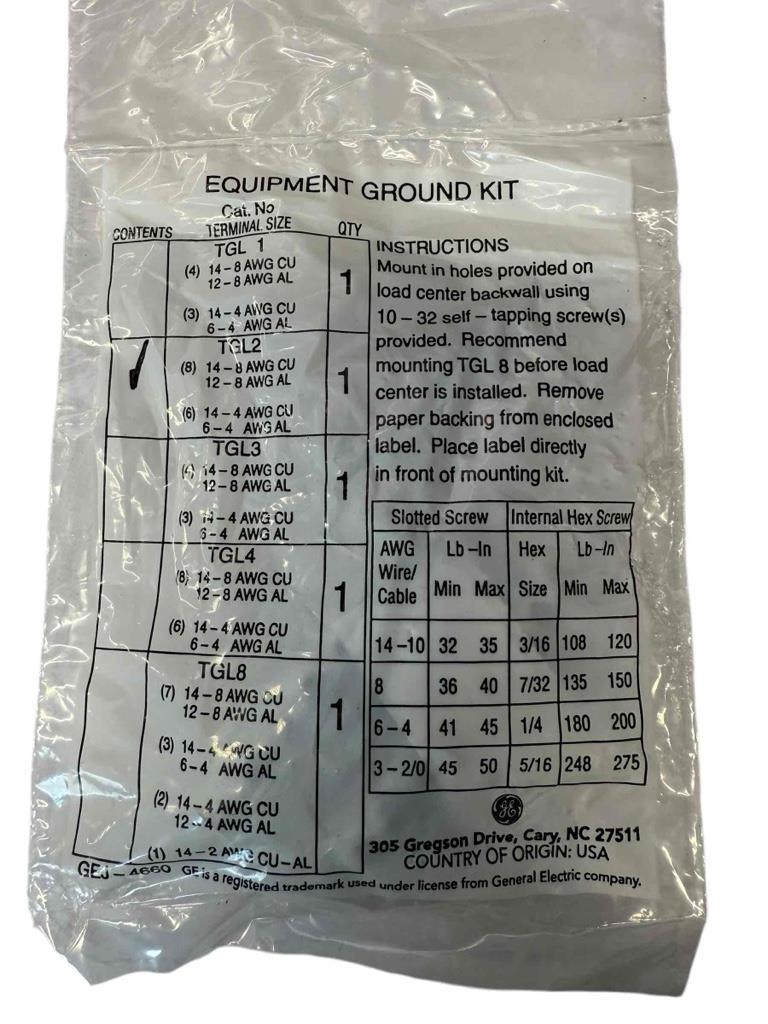 EQUIPMENT GROUND KIT
Cat. No
CONTENTS TERMINAL SIZE QTY
TGL 1
(4) 14-8 AWG CU
12-8 AWG AL
1
(3) 14-4 AWG CU
6-4 AWG AL
TGL2
(8) 14-8 AWG CU
12-8 AWG AL
1
(6) 14-4 AWG CU
6-4 AWG AL
TGL3
(4) 14-8 AWG CU
12-8 AWG AL
1
(3) 14-4 AWG CU
6-4 AWG AL
TGL4
(8) 14-8 AWG CU
12-8 AWG AL
1
(6) 14-4 AWG CU
6-4 AWG AL
TGL8
(7) 14-8 AWG CU
12-8 AWG AL
1
(3) 14-4 AWG CU
6-4 AWG AL
(2) 14-4 AWG CU
12-4 AWG AL
(1) 14-2 AWG CU-AL
INSTRUCTIONS
Mount in holes provided on
load center backwall using
10-32 self-tapping screw(s)
provided. Recommend
mounting TGL 8 before load
center is installed. Remove
paper backing from enclosed
label. Place label directly
in front of mounting kit.
Slotted Screw Internal Hex Screw
AWG Wire/ Cable Lb-In Min Max Hex Size Lb-In Min Max
14-10 32 35 3/16 108 120
8 36 40 7/32 135 150
6-4 41 45 1/4 180 200
3-2/0 45 50 5/16 248 275
GE
305 Gregson Drive, Cary, NC 27511
COUNTRY OF ORIGIN: USA
GEJ-4660 GE is a registered trademark used under license from General Electric company.